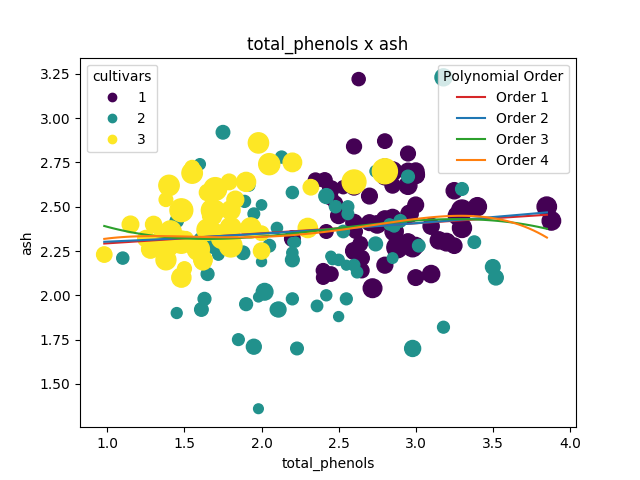 total_phenols x ash
cultivars
1
2
3
Polynomial Order
Order 1
Order 2
Order 3
Order 4
3.25
3.00
2.75
2.50
2.25
2.00
1.75
1.50
ash
1.0 1.5 2.0 2.5 3.0 3.5 4.0
total_phenols